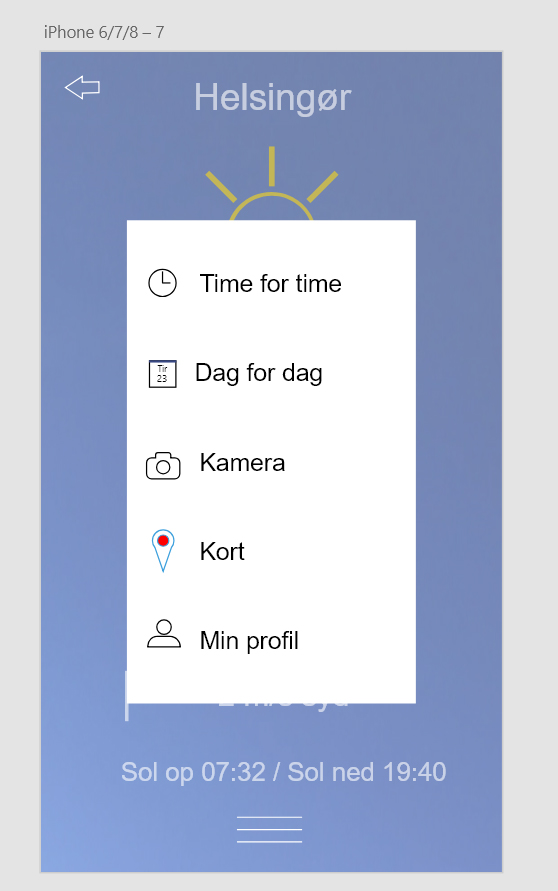 iPhone 6/7/8 – 7
Helsingør
Time for time
Tir
23
Dag for dag
Kamera
Kort
Min profil
Sol op 07:32 / Sol ned 19:40